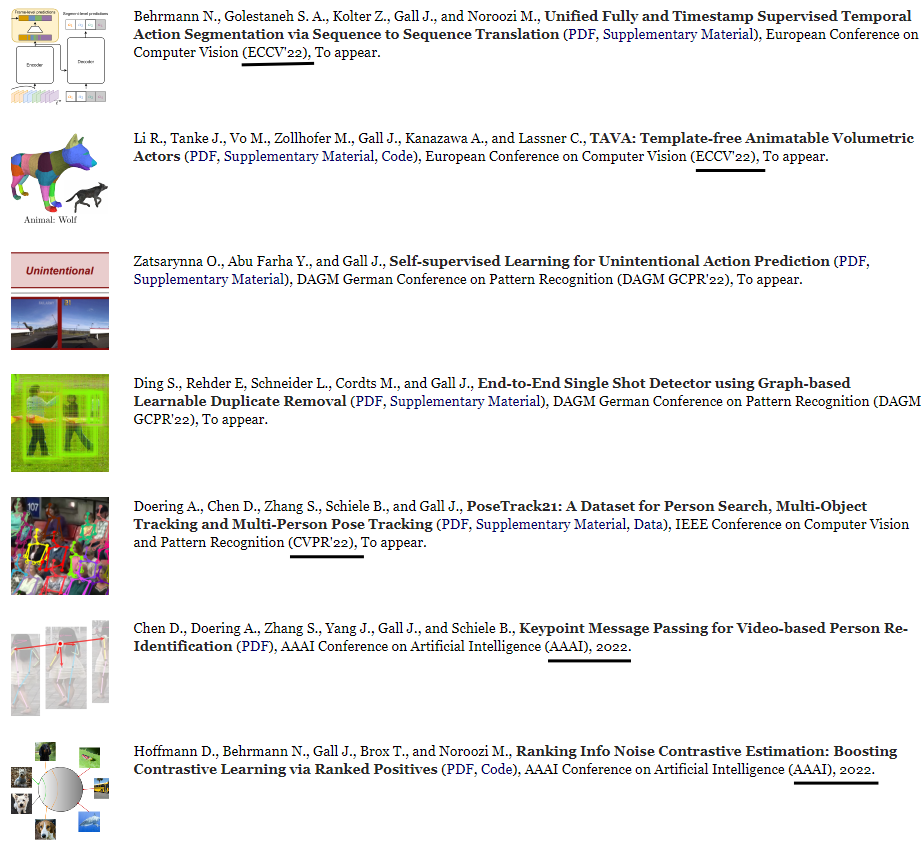 Frame-level predictions
Segment-level predictions
Encoder
Decoder
Behrmann N., Golestaneh S. A., Kolter Z., Gall J., and Noroozi M., Unified Fully and Timestamp Supervised Temporal
Action Segmentation via Sequence to Sequence Translation (PDF, Supplementary Material), European Conference on
Computer Vision (ECCV'22), To appear.
Li R., Tanke J., Vo M., Zollhofer M., Gall J., Kanazawa A., and Lassner C., TAVA: Template-free Animatable Volumetric
Actors (PDF, Supplementary Material, Code), European Conference on Computer Vision (ECCV'22), To appear.
Animal: Wolf
Unintentional
Zatsarynna O., Abu Farha Y., and Gall J., Self-supervised Learning for Unintentional Action Prediction (PDF,
Supplementary Material), DAGM German Conference on Pattern Recognition (DAGM GCPR'22), To appear.
Ding S., Rehder E, Schneider L., Cordts M., and Gall J., End-to-End Single Shot Detector using Graph-based
Learnable Duplicate Removal (PDF, Supplementary Material), DAGM German Conference on Pattern Recognition (DAGM
GCPR'22), To appear.
107
Doering A., Chen D., Zhang S., Schiele B., and Gall J., PoseTrack21: A Dataset for Person Search, Multi-Object
Tracking and Multi-Person Pose Tracking (PDF, Supplementary Material, Data), IEEE Conference on Computer Vision
and Pattern Recognition (CVPR'22), To appear.
Chen D., Doering A., Zhang S., Yang J., Gall J., and Schiele B., Keypoint Message Passing for Video-based Person Re-
Identification (PDF), AAAI Conference on Artificial Intelligence (AAAI), 2022.
Hoffmann D., Behrmann N., Gall J., Brox T., and Noroozi M., Ranking Info Noise Contrastive Estimation: Boosting
Contrastive Learning via Ranked Positives (PDF, Code), AAAI Conference on Artificial Intelligence (AAAI), 2022.